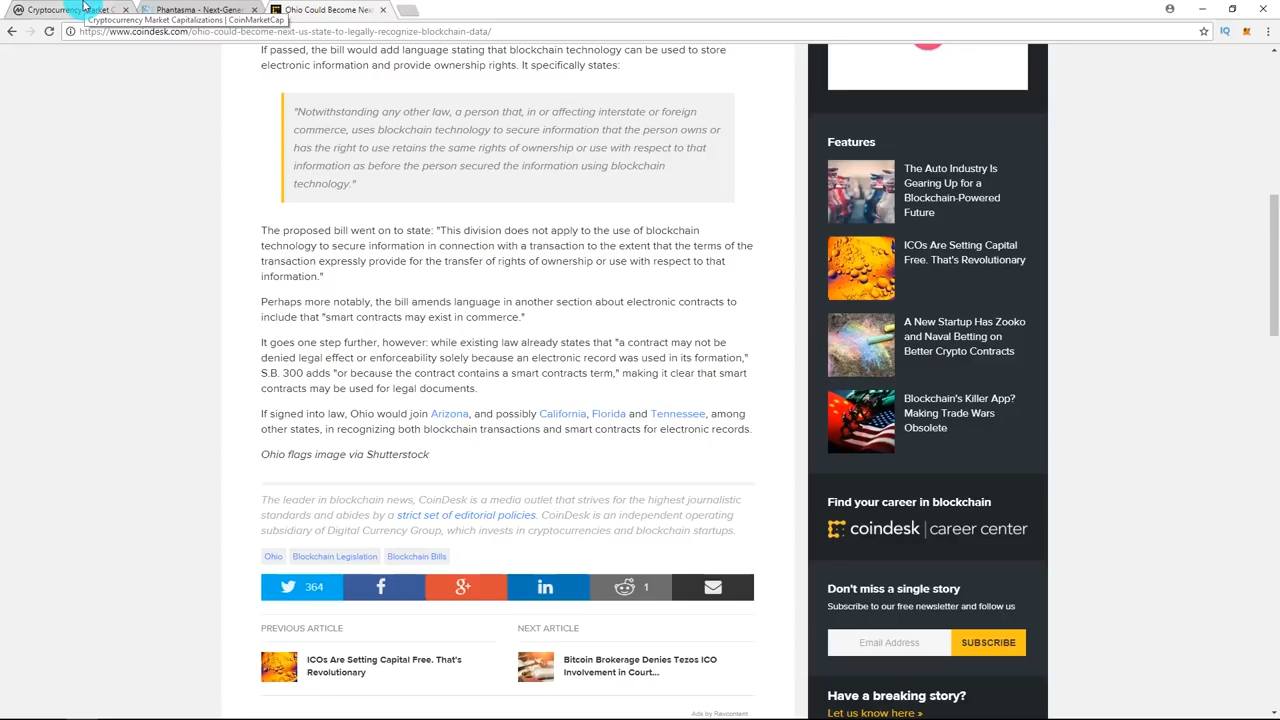 Cryptocurrency Market C
Phantasma - Next-Gener
Ohio Could Become Next
Cryptocurrency Market Capitalizations | CoinMarketCap
https://www.coindesk.com/ohio-could-become-next-us-state-to-legally-recognize-blockchain-data/
If passed, the bill would add language stating that blockchain technology can be used to store
electronic information and provide ownership rights. It specifically states:
"Notwithstanding any other law, a person that, in or affecting interstate or foreign
commerce, uses blockchain technology to secure information that the person owns or
has the right to use retains the same rights of ownership or use with respect to that
information as before the person secured the information using blockchain
technology."
The proposed bill went on to state: "This division does not apply to the use of blockchain
technology to secure information in connection with a transaction to the extent that the terms of the
transaction expressly provide for the transfer of rights of ownership or use with respect to that
information."
Perhaps more notably, the bill amends language in another section about electronic contracts to
include that "smart contracts may exist in commerce."
It goes one step further, however: while existing law already states that "a contract may not be
denied legal effect or enforceability solely because an electronic record was used in its formation,"
S.B. 300 adds "or because the contract contains a smart contracts term," making it clear that smart
contracts may be used for legal documents.
If signed into law, Ohio would join Arizona, and possibly California, Florida and Tennessee, among
other states, in recognizing both blockchain transactions and smart contracts for electronic records.
Ohio flags image via Shutterstock
The leader in blockchain news, CoinDesk is a media outlet that strives for the highest journalistic
standards and abides by a strict set of editorial policies. CoinDesk is an independent operating
subsidiary of Digital Currency Group, which invests in cryptocurrencies and blockchain startups.
Ohio Blockchain Legislation Blockchain Bills
364
1
PREVIOUS ARTICLE
ICOs Are Setting Capital Free. That's
Revolutionary
NEXT ARTICLE
Bitcoin Brokerage Denies Tezos ICO
Involvement in Court...
Ads by Revcontent
Features
The Auto Industry Is
Gearing Up for a
Blockchain-Powered
Future
ICOs Are Setting Capital
Free. That's Revolutionary
A New Startup Has Zooko
and Naval Betting on
Better Crypto Contracts
Blockchain's Killer App?
Making Trade Wars
Obsolete
Find your career in blockchain
coindesk | career center
Don't miss a single story
Subscribe to our free newsletter and follow us
Email Address
SUBSCRIBE
Have a breaking story?
Let us know here »